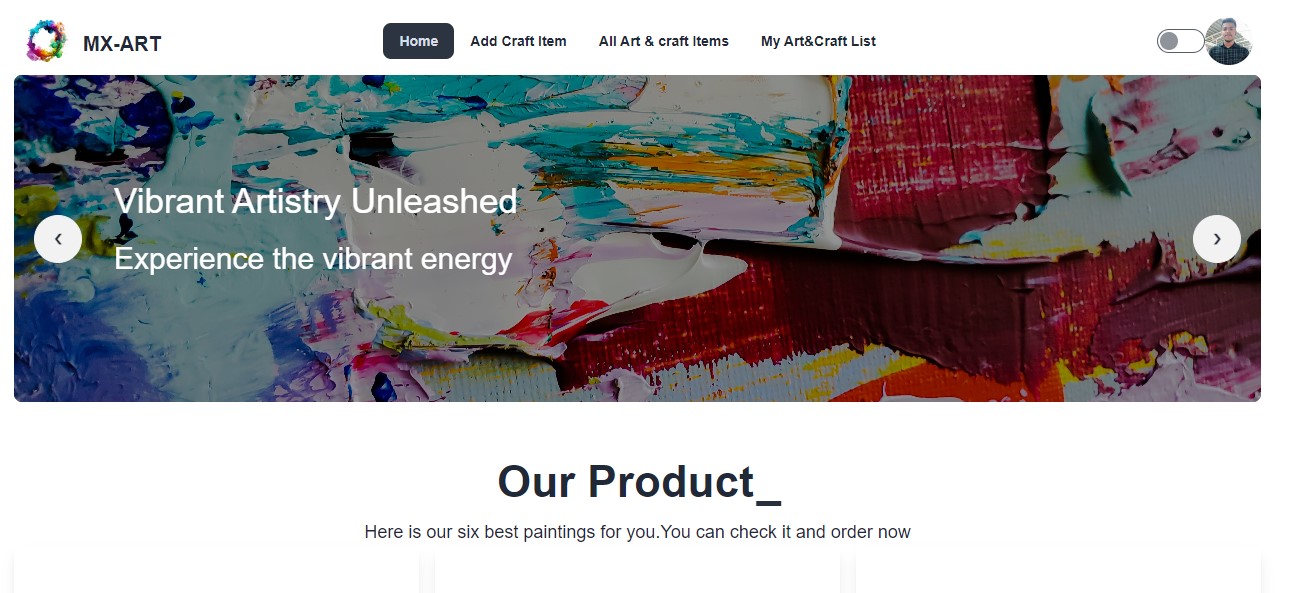 MX-ART
Home
Add Craft Item
All Art & craft Items
My Art&Craft List
Vibrant Artistry Unleashed
Experience the vibrant energy
‹
›
Our Product_
Here is our six best paintings for you.You can check it and order now